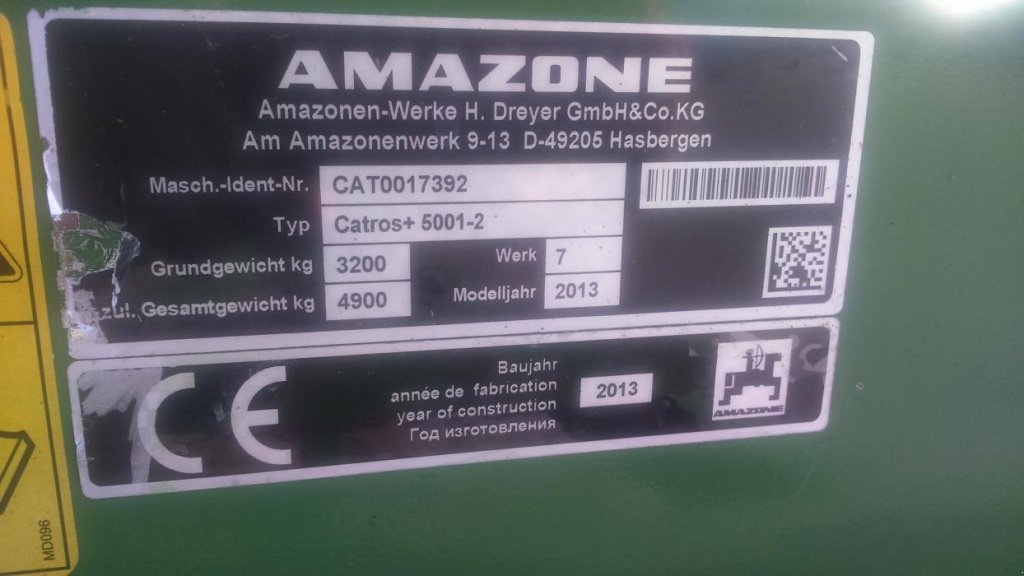 AMAZONE
Amazonen-Werke H. Dreyer GmbH&Co.KG
Am Amazonenwerk 9-13 D-49205 Hasbergen
Masch.-Ident-Nr. CAT0017392
Typ Catros+ 5001-2
Grundgewicht kg 3200 Werk 7
zul. Gesamtgewicht kg 4900 Modelljahr 2013
CE
Baujahr
année de fabrication
year of construction
Год изготовления
2013
AMAZONE
MD096